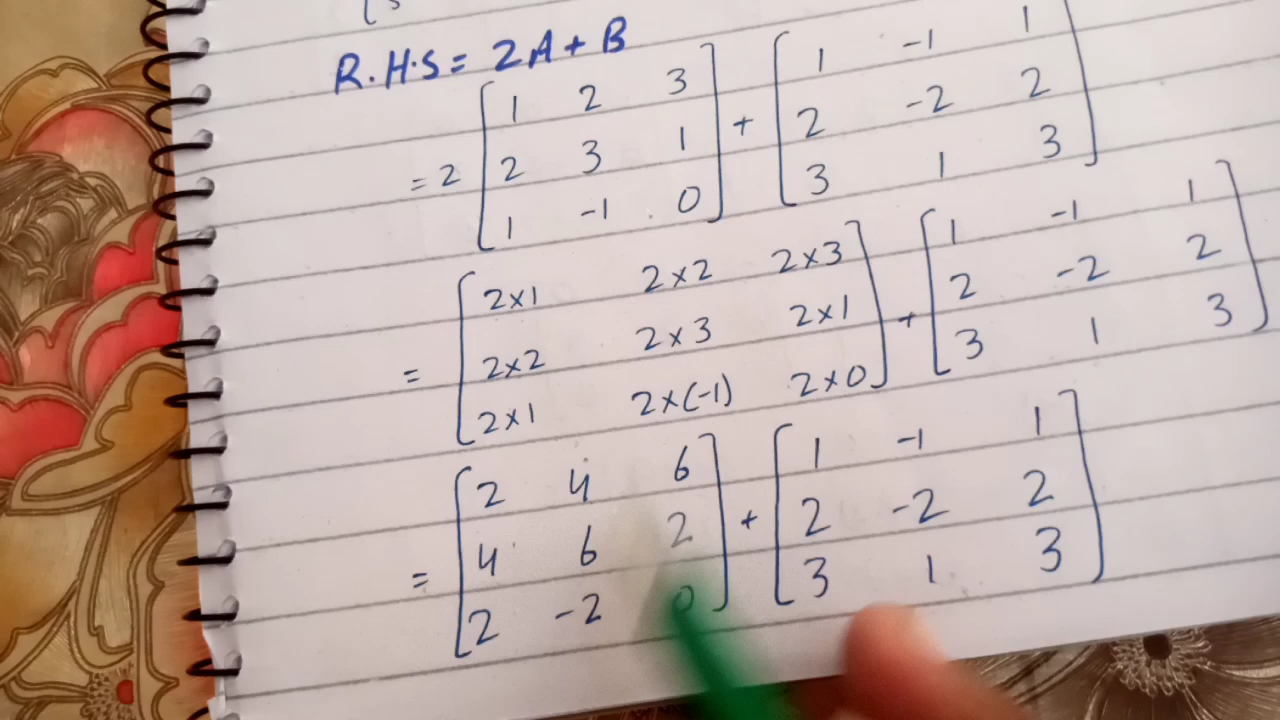 R.H.S = 2A + B
= 2 [ 1 2 3 ] + [ 1 -1 1 ]
2 3 1 2 -2 2
1 -1 0 3 1 3
= [ 2×1 2×2 2×3 ] + [ 1 -1 1 ]
2×2 2×3 2×1 2 -2 2
2×1 2×(-1) 2×0 3 1 3
= [ 2 4 6 ] + [ 1 -1 1 ]
4 6 2 2 -2 2
2 -2 0 3 1 3